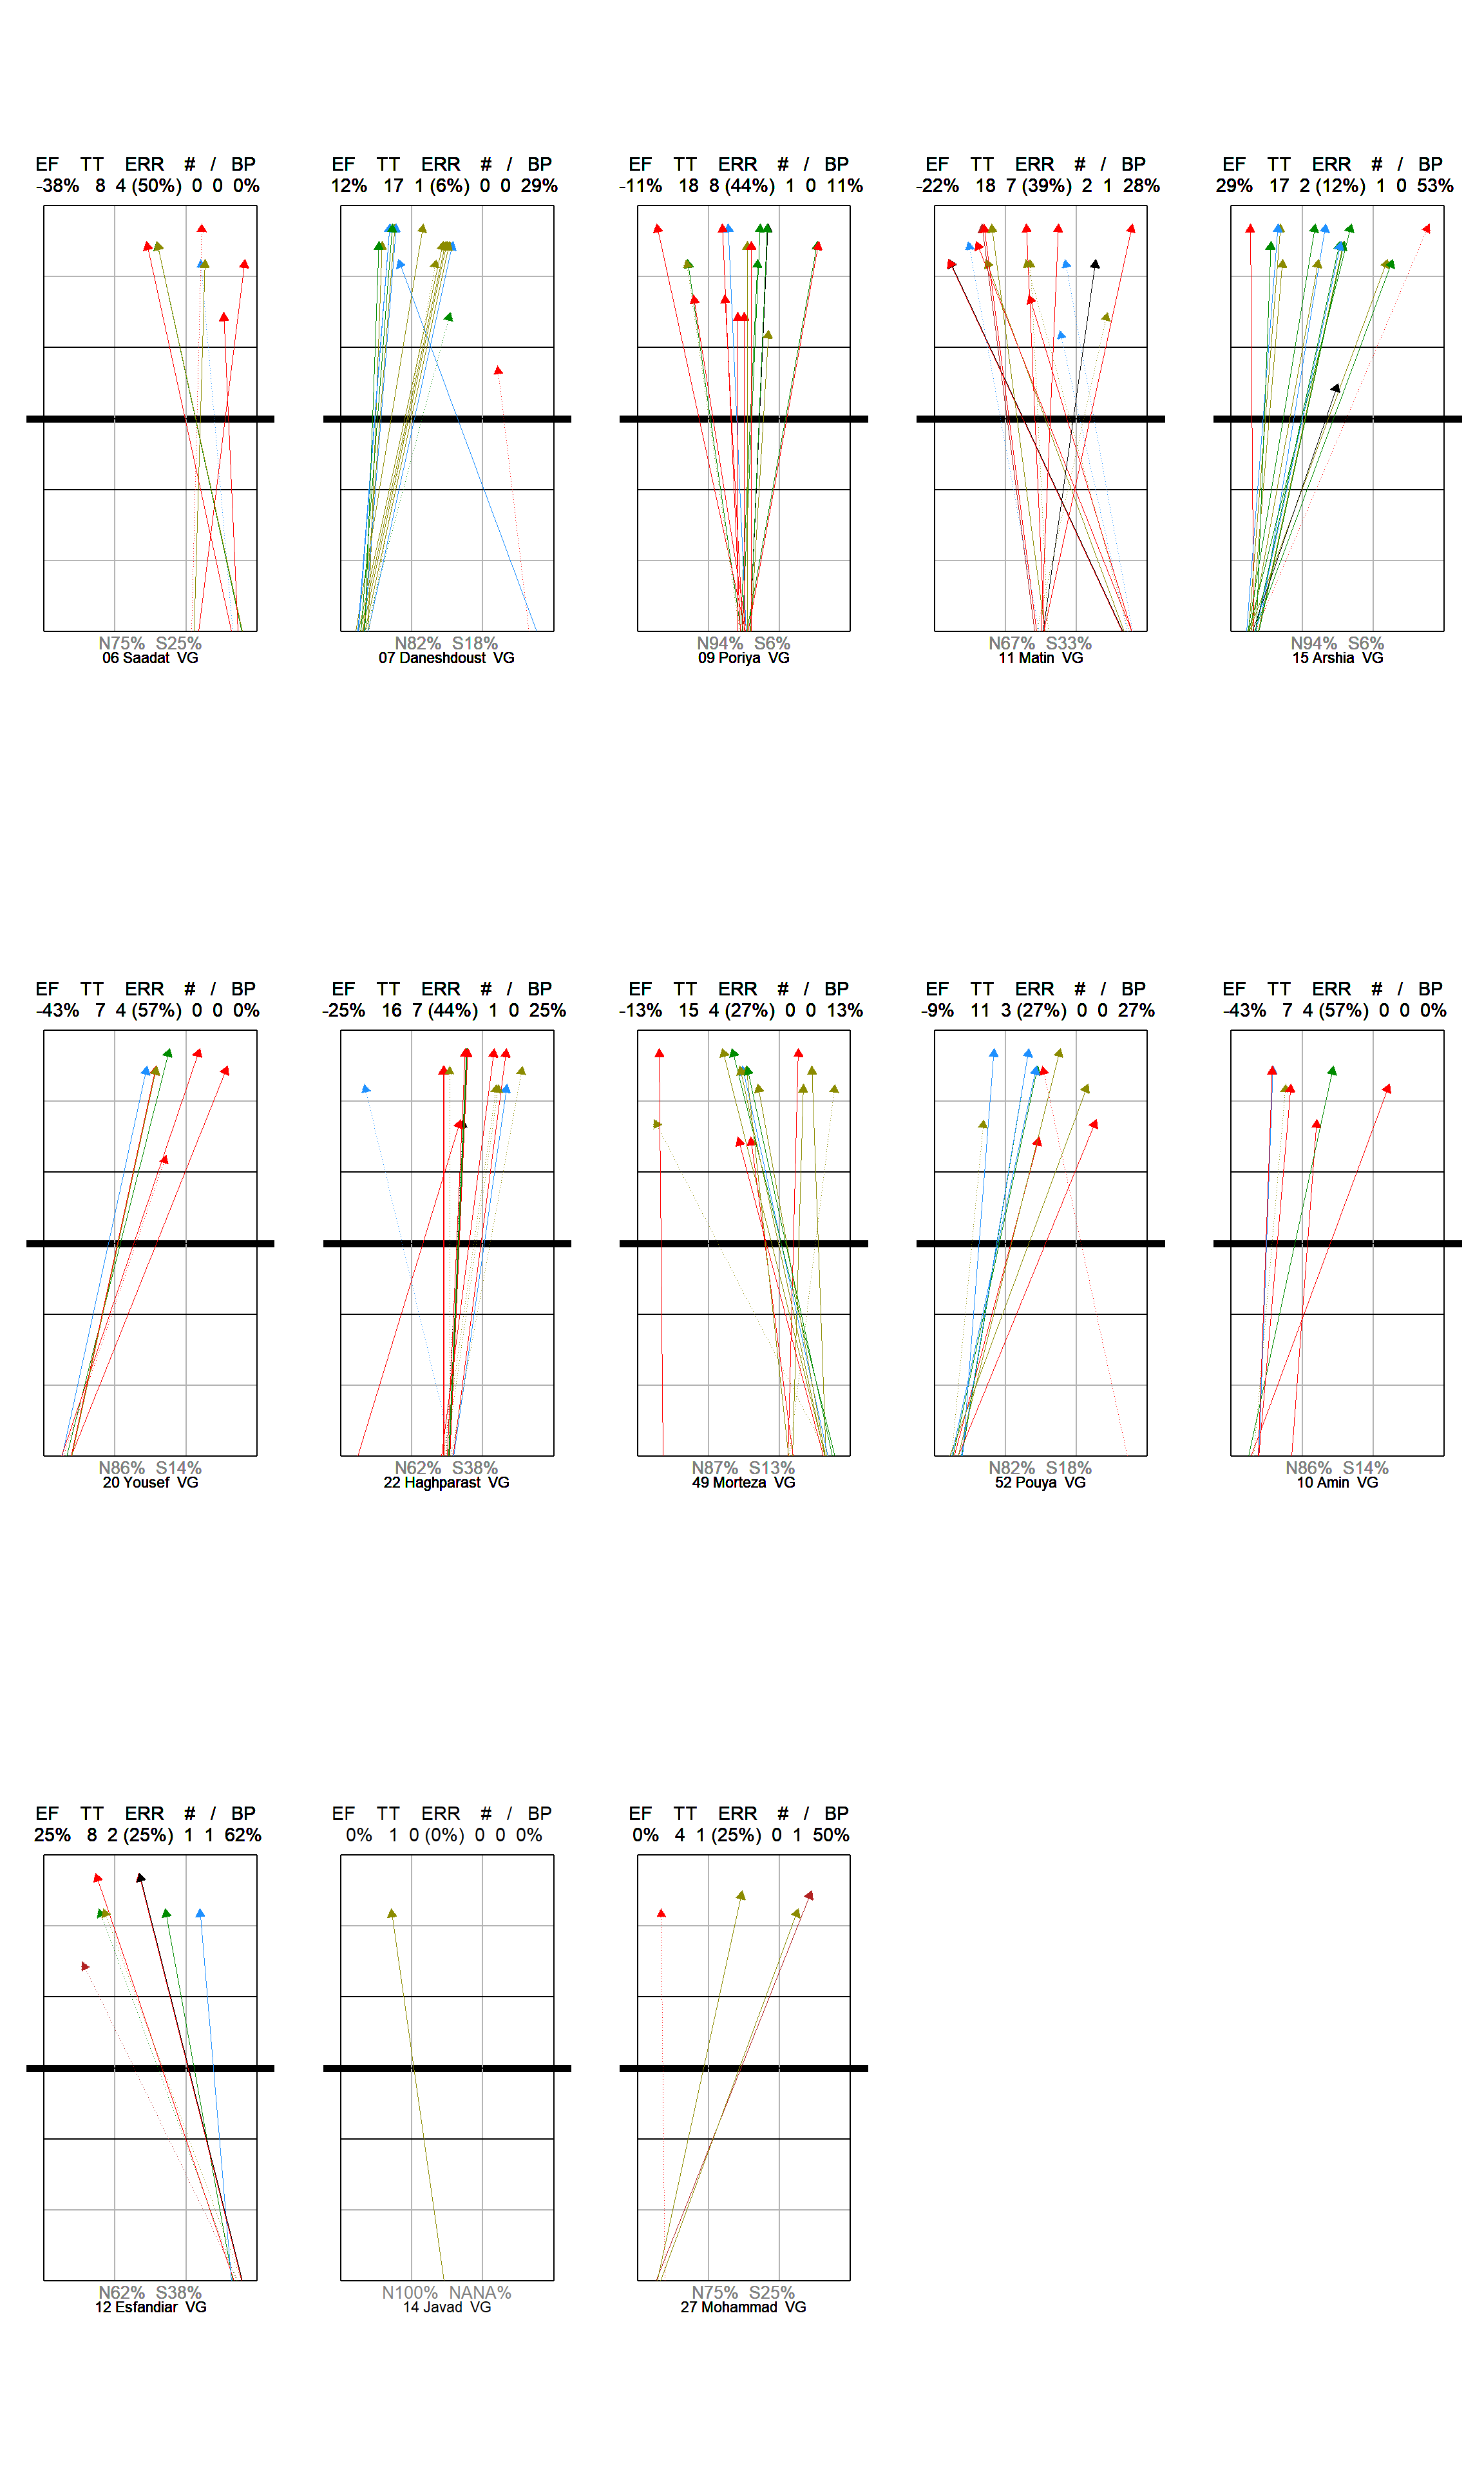 EF TT ERR # / BP
-38% 8 4 (50%) 0 0 0%
N75% S25%
06 Saadat VG
EF TT ERR # / BP
12% 17 1 (6%) 0 0 29%
N82% S18%
07 Daneshdoust VG
EF TT ERR # / BP
-11% 18 8 (44%) 1 0 11%
N94% S6%
09 Poriya VG
EF TT ERR # / BP
-22% 18 7 (39%) 2 1 28%
N67% S33%
11 Matin VG
EF TT ERR # / BP
29% 17 2 (12%) 1 0 53%
N94% S6%
15 Arshia VG
EF TT ERR # / BP
-43% 7 4 (57%) 0 0 0%
N86% S14%
20 Yousef VG
EF TT ERR # / BP
-25% 16 7 (44%) 1 0 25%
N62% S38%
22 Haghparast VG
EF TT ERR # / BP
-13% 15 4 (27%) 0 0 13%
N87% S13%
49 Morteza VG
EF TT ERR # / BP
-9% 11 3 (27%) 0 0 27%
N82% S18%
52 Pouya VG
EF TT ERR # / BP
-43% 7 4 (57%) 0 0 0%
N86% S14%
10 Amin VG
EF TT ERR # / BP
25% 8 2 (25%) 1 1 62%
N62% S38%
12 Esfandiar VG
EF TT ERR # / BP
0% 1 0 (0%) 0 0 0%
N100% NANA%
14 Javad VG
EF TT ERR # / BP
0% 4 1 (25%) 0 1 50%
N75% S25%
27 Mohammad VG